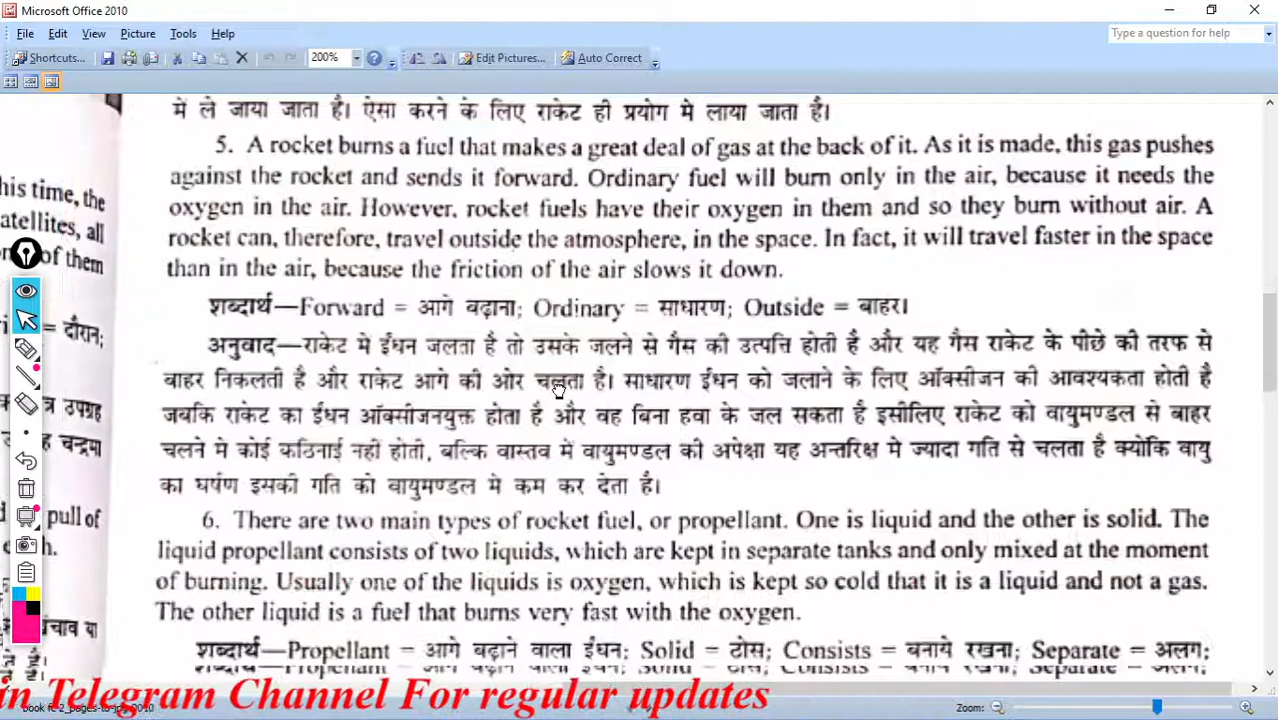 Microsoft Office 2010
File Edit View Picture Tools Help
Type a question for help
Shortcuts... 200% Edit Pictures... Auto Correct
में ले जाया जाता है। ऐसा करने के लिए राकेट ही प्रयोग मे लाया जाता है।
5. A rocket burns a fuel that makes a great deal of gas at the back of it. As it is made, this gas pushes
against the rocket and sends it forward. Ordinary fuel will burn only in the air, because it needs the
oxygen in the air. However, rocket fuels have their oxygen in them and so they burn without air. A
rocket can, therefore, travel outside the atmosphere, in the space. In fact, it will travel faster in the space
than in the air, because the friction of the air slows it down.
शब्दार्थ—Forward = आगे बढ़ाना; Ordinary = साधारण; Outside = बाहर।
अनुवाद—राकेट मे ईंधन जलता है तो उसके जलने से गैस की उत्पत्ति होती है और यह गैस राकेट के पीछे की तरफ से
बाहर निकलती है और राकेट आगे की ओर चलता है। साधारण ईंधन को जलाने के लिए ऑक्सीजन की आवश्यकता होती है
जबकि राकेट का ईंधन ऑक्सीजनयुक्त होता है और वह बिना हवा के जल सकता है इसीलिए राकेट को वायुमण्डल से बाहर
चलने मे कोई कठिनाई नही होती, बल्कि वास्तव में वायुमण्डल की अपेक्षा यह अन्तरिक्ष मे ज्यादा गति से चलता है क्योकि वायु
का घर्षण इसकी गति को वायुमण्डल मे कम कर देता है।
6. There are two main types of rocket fuel, or propellant. One is liquid and the other is solid. The
liquid propellant consists of two liquids, which are kept in separate tanks and only mixed at the moment
of burning. Usually one of the liquids is oxygen, which is kept so cold that it is a liquid and not a gas.
The other liquid is a fuel that burns very fast with the oxygen.
शब्दार्थ—Propellant = आगे बढ़ाने वाला ईंधन; Solid = ठोस; Consists = बनाये रखना; Separate = अलग;
his time, the
atellites, all
of them
= दौरान;
उपग्रह
चन्द्रमा
pull of
in Telegram Channel For regular updates
Zoom: